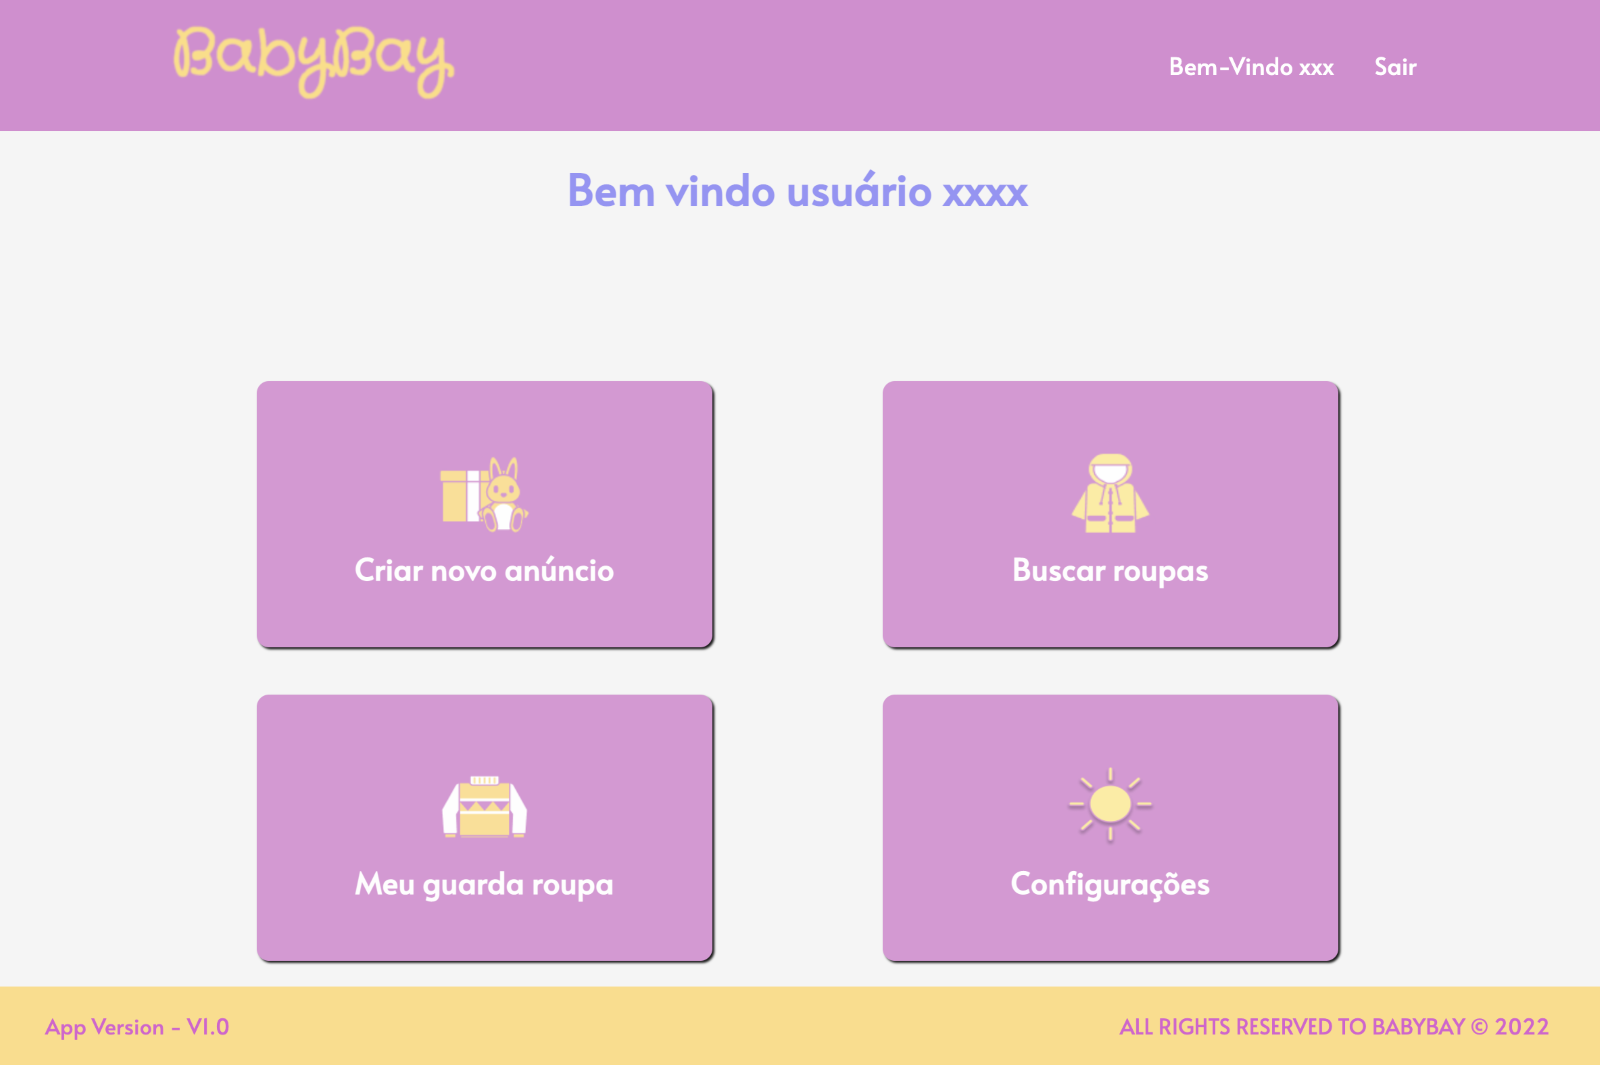 BabyBay
Bem-Vindo xxx
Sair
Bem vindo usuário xxxx
Criar novo anúncio
Buscar roupas
Meu guarda roupa
Configurações
App Version - V1.0
ALL RIGHTS RESERVED TO BABYBAY © 2022